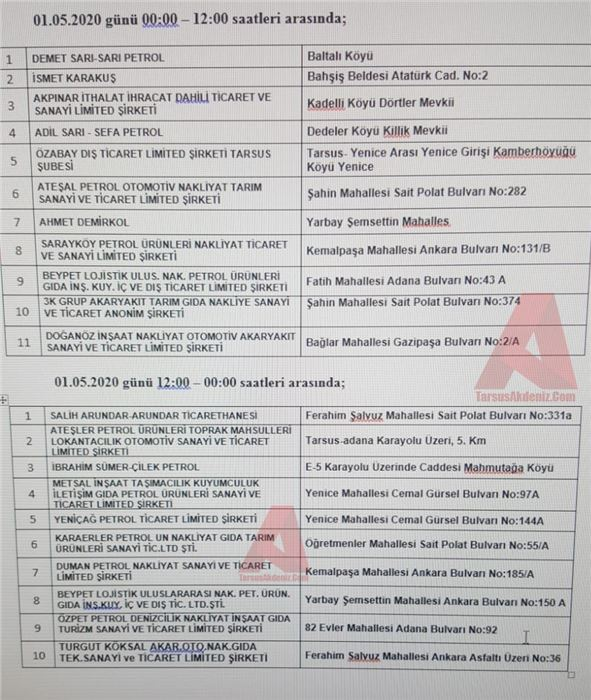 01.05.2020 günü 00:00 – 12:00 saatleri arasında;
1 DEMET SARI-SARI PETROL Baltalı Köyü
2 İSMET KARAKUŞ Bahşiş Beldesi Atatürk Cad. No:2
3 AKPINAR İTHALAT İHRACAT DAHİLİ TİCARET VE
SANAYİ LİMİTED ŞİRKETİ Kadelli Köyü Dörtler Mevkii
4 ADİL SARI - SEFA PETROL Dedeler Köyü Killik Mevkii
5 ÖZABAY DIŞ TİCARET LİMİTED ŞİRKETİ TARSUS
ŞUBESİ Tarsus- Yenice Arası Yenice Girişi Kamberhöyüğü
Köyü Yenice
6 ATEŞAL PETROL OTOMOTİV NAKLİYAT TARIM
SANAYİ VE TİCARET LİMİTED ŞİRKETİ Şahin Mahallesi Sait Polat Bulvarı No:282
7 AHMET DEMİRKOL Yarbay Şemsettin Mahalles
8 SARAYKÖY PETROL ÜRÜNLERİ NAKLİYAT TİCARET
VE SANAYİ LİMİTED ŞİRKETİ Kemalpaşa Mahallesi Ankara Bulvarı No:131/B
9 BEYPET LOJİSTİK ULUS. NAK. PETROL ÜRÜNLERİ
GIDA İNŞ. KUY. İÇ VE DIŞ TİCARET LİMİTED ŞİRKETİ Fatih Mahallesi Adana Bulvarı No:43 A
10 3K GRUP AKARYAKIT TARIM GIDA NAKLİYE SANAYİ
VE TİCARET ANONİM ŞİRKETİ Şahin Mahallesi Sait Polat Bulvarı No:374
11 DOĞANÖZ İNŞAAT NAKLİYAT OTOMOTİV AKARYAKIT
SANAYİ VE TİCARET LİMİTED ŞİRKETİ Bağlar Mahallesi Gazipaşa Bulvarı No:2/A
TarsusAkdeniz.Com
01.05.2020 günü 12:00 – 00:00 saatleri arasında;
1 SALİH ARUNDAR-ARUNDAR TİCARETHANESİ Ferahim Şalvuz Mahallesi Sait Polat Bulvarı No:331a
2 ATEŞLER PETROL ÜRÜNLERİ TOPRAK MAHSULLERİ
LOKANTACILIK OTOMOTİV SANAYİ VE TİCARET
LİMİTED ŞİRKETİ Tarsus-adana Karayolu Üzeri, 5. Km
3 İBRAHİM SÜMER-ÇİLEK PETROL E-5 Karayolu Üzerinde Caddesi Mahmutağa Köyü
4 METSAL İNŞAAT TAŞIMACILIK KUYUMCULUK
İLETİŞİM GIDA PETROL ÜRÜNLERİ SANAYİ VE
TİCARET LİMİTED ŞİRKETİ Yenice Mahallesi Cemal Gürsel Bulvarı No:97A
5 YENİÇAĞ PETROL TİCARET LİMİTED ŞİRKETİ Yenice Mahallesi Cemal Gürsel Bulvarı No:144A
6 KARAERLER PETROL UN NAKLİYAT GIDA TARIM
ÜRÜNLERİ SANAYİ TİC.LTD ŞTİ. Öğretmenler Mahallesi Sait Polat Bulvarı No:55/A
7 DUMAN PETROL NAKLİYAT SANAYİ VE TİCARET
LİMİTED ŞİRKETİ Kemalpaşa Mahallesi Ankara Bulvarı No:185/A
TarsusAkdeniz.Com
8 BEYPET LOJİSTİK ULUSLARARASI NAK. PET. ÜRÜN.
GIDA İNŞ.KUY. İÇ VE DIŞ TİC. LTD.ŞTİ. Yarbay Şemsettin Mahallesi Ankara Bulvarı No:150 A
9 ÖZPET PETROL DENİZCİLİK NAKLİYAT İNŞAAT GIDA
TURİZM SANAYİ VE TİCARET LİMİTED ŞİRKETİ 82 Evler Mahallesi Adana Bulvarı No:92
10 TURGUT KÖKSAL AKAR.OTO.NAK.GIDA
TEK.SANAYİ ve TİCARET LİMİTED ŞİRKETİ Ferahim Şalvuz Mahallesi Ankara Asfaltı Üzeri No:36